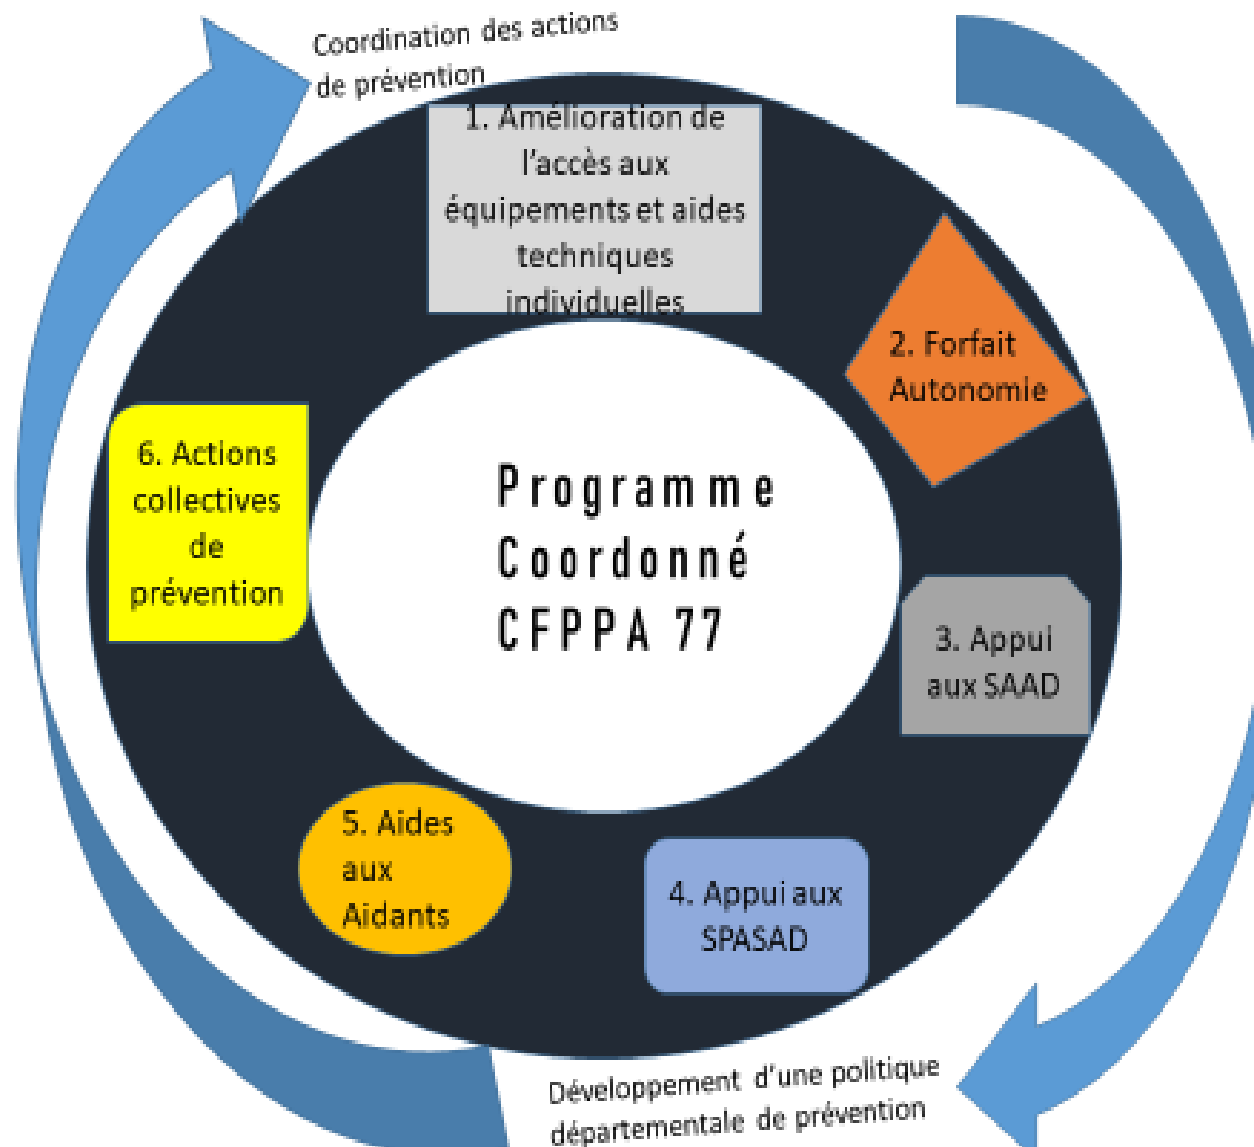 Coordination des actions
de prévention
1. Amélioration de
l'accès aux
équipements et aides
techniques
individuelles
2. Forfait
Autonomie
3. Appui
aux SAAD
4. Appui aux
SPASAD
5. Aides
aux
Aidants
6. Actions
collectives
de
prévention
Programme
Coordonné
CFPPA 77
Développement d'une politique
départementale de prévention